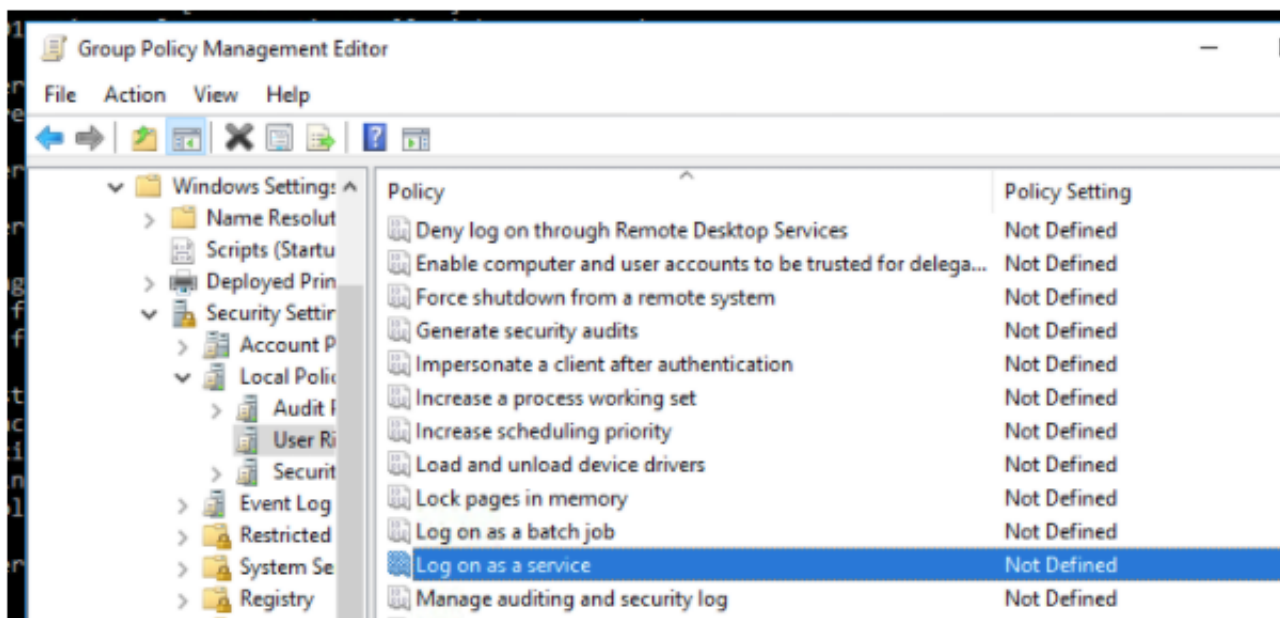 Group Policy Management Editor
File Action View Help
Windows Settings
Name Resolut
Scripts (Startu
Deployed Prin
Security Settin
Account P
Local Polic
Audit P
User Ri
Securit
Event Log
Restricted
System Se
Registry
Policy Policy Setting
Deny log on through Remote Desktop Services Not Defined
Enable computer and user accounts to be trusted for delega... Not Defined
Force shutdown from a remote system Not Defined
Generate security audits Not Defined
Impersonate a client after authentication Not Defined
Increase a process working set Not Defined
Increase scheduling priority Not Defined
Load and unload device drivers Not Defined
Lock pages in memory Not Defined
Log on as a batch job Not Defined
Log on as a service Not Defined
Manage auditing and security log Not Defined